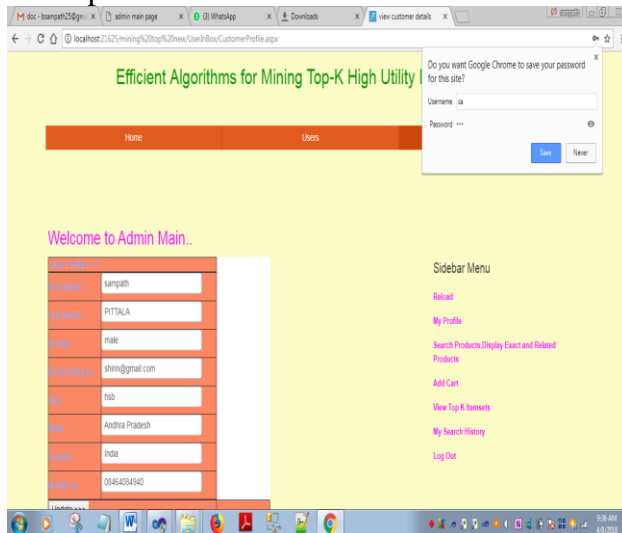 doc - bsampath25@gm
admin main page
(3) WhatsApp
Downloads
view customer details
localhost:21625/mining%20top%20new/UserInBox/CustomerProfile.aspx
Efficient Algorithms for Mining Top-K High Utility
Do you want Google Chrome to save your password
for this site?
Username sa
Password •••
Save Never
Home Users
Welcome to Admin Main..
sampath
PITTALA
male
shirin@gmail.com
hsb
Andhra Pradesh
India
08464084940
Update >>>
Sidebar Menu
Reload
My Profile
Search Products,Display Exact and Related
Products
Add Cart
View Top K Itemsets
My Search History
Log Out
9:36 AM
4/8/2018